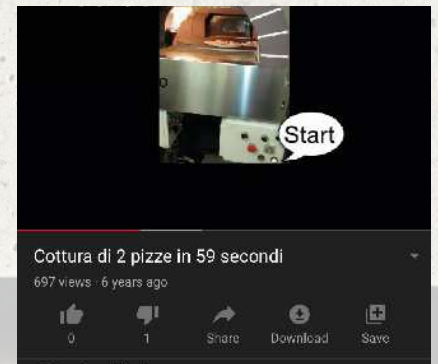 Start
Cottura di 2 pizze in 59 secondi
697 views · 6 years ago
0 1 Share Download Save